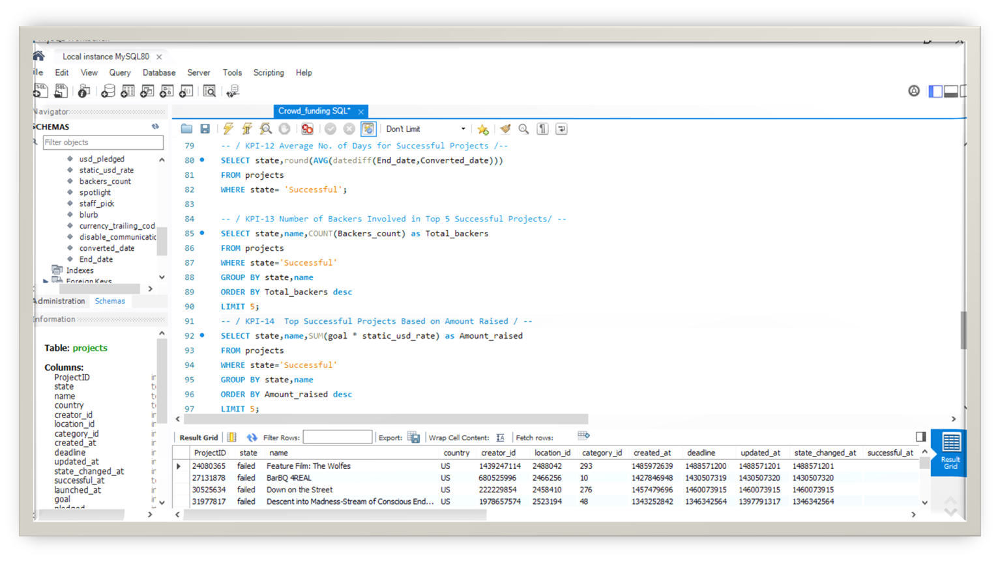 Local instance MySQL80
Edit View Query Database Server Tools Scripting Help
Navigator
SCHEMAS
Filter objects
usd_pledged
static_usd_rate
backers_count
spotlight
staff_pick
blurb
currency_trailing_cod
disable_communicatic
converted_date
End_date
Indexes
Foreign Keys
Administration Schemas
Information
Table: projects
Columns:
ProjectID
state
name
country
creator_id
location_id
category_id
created_at
deadline
updated_at
state_changed_at
successful_at
launched_at
goal
pledged
Crowd_funding SQL*
Don't Limit
79 -- / KPI-12 Average No. of Days for Successful Projects /--
80 SELECT state,round(AVG(datediff(End_date,Converted_date)))
81 FROM projects
82 WHERE state= 'Successful';
83
84 -- / KPI-13 Number of Backers Involved in Top 5 Successful Projects/ --
85 SELECT state,name,COUNT(Backers_count) as Total_backers
86 FROM projects
87 WHERE state='Successful'
88 GROUP BY state,name
89 ORDER BY Total_backers desc
90 LIMIT 5;
91 -- / KPI-14 Top Successful Projects Based on Amount Raised / --
92 SELECT state,name,SUM(goal * static_usd_rate) as Amount_raised
93 FROM projects
94 WHERE state='Successful'
95 GROUP BY state,name
96 ORDER BY Amount_raised desc
97 LIMIT 5;
Result Grid Filter Rows: Export: Wrap Cell Content: Fetch rows:
ProjectID state name country creator_id location_id category_id created_at deadline updated_at state_changed_at successful_at
24080365 failed Feature Film: The Wolfes US 1439247114 2488042 293 1485972639 1488571200 1488571201 1488571201
27131878 failed BarBQ 4REAL US 680525996 2466256 10 1427846948 1430507319 1430507320 1430507320
30525634 failed Down on the Street US 222229854 2458410 276 1457479696 1460073915 1460073915 1460073915
31977817 failed Descent into Madness-Stream of Conscious End... US 1978657574 2523194 48 1343252842 1346342564 1397791317 1346342564
Result
Grid